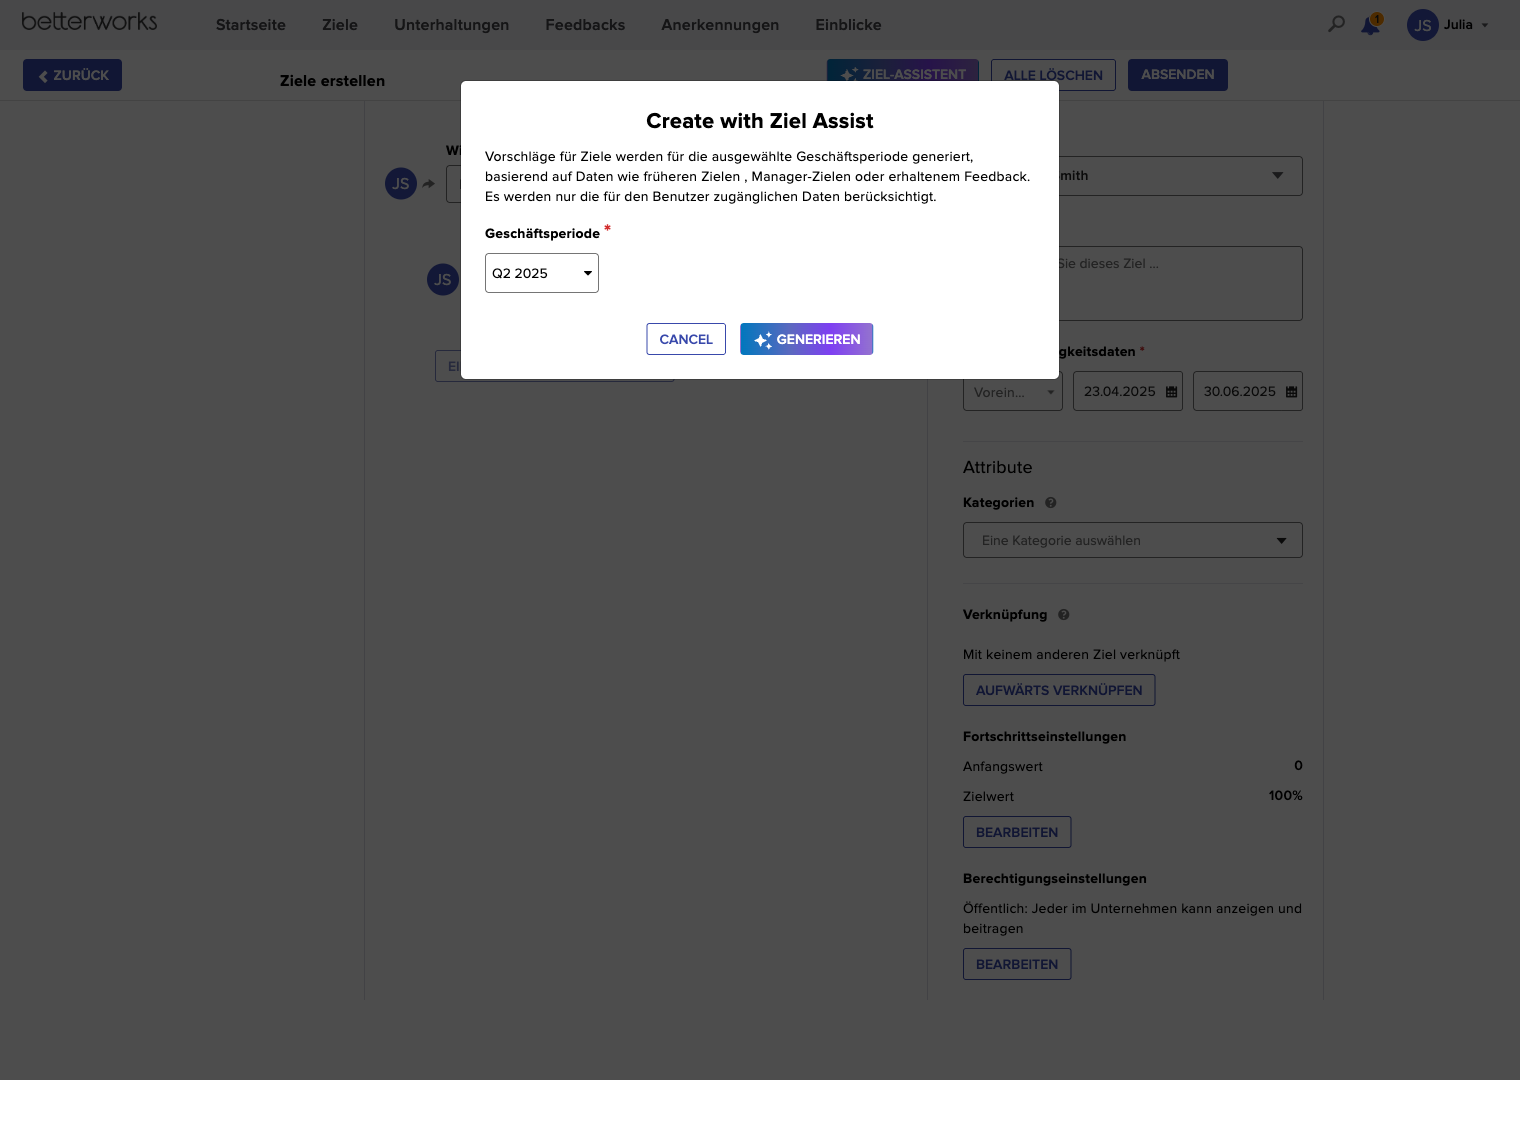 betterworks
Startseite
Ziele
Unterhaltungen
Feedbacks
Anerkennungen
Einblicke
1
JS
Julia
ZURÜCK
Ziele erstellen
ZIEL-ASSISTENT
ALLE LÖSCHEN
ABSENDEN
Create with Ziel Assist
Vorschläge für Ziele werden für die ausgewählte Geschäftsperiode generiert,
basierend auf Daten wie früheren Zielen , Manager-Zielen oder erhaltenem Feedback.
Es werden nur die für den Benutzer zugänglichen Daten berücksichtigt.
Geschäftsperiode *
Q2 2025
CANCEL
GENERIEREN
JS
JS
Sie dieses Ziel ...
Vorein...
23.04.2025
30.06.2025
Attribute
Kategorien
Eine Kategorie auswählen
Verknüpfung
Mit keinem anderen Ziel verknüpft
AUFWÄRTS VERKNÜPFEN
Fortschrittseinstellungen
Anfangswert 0
Zielwert 100%
BEARBEITEN
Berechtigungseinstellungen
Öffentlich: Jeder im Unternehmen kann anzeigen und
beitragen
BEARBEITEN